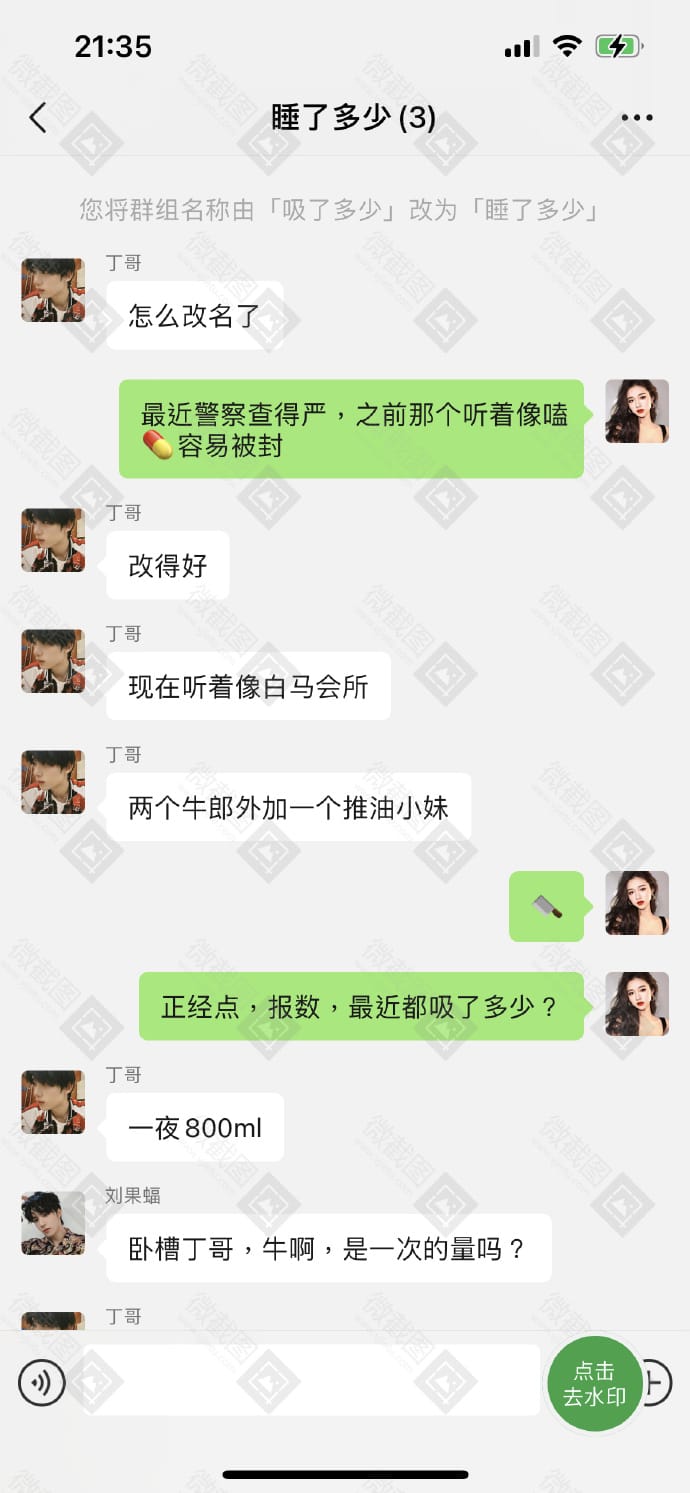 21:35
睡了多少(3)
您将群组名称由「吸了多少」改为「睡了多少」
丁哥
怎么改名了
最近警察查得严，之前那个听着像嗑
💊容易被封
丁哥
改得好
丁哥
现在听着像白马会所
丁哥
两个牛郎外加一个推油小妹
🔪
正经点，报数，最近都吸了多少？
丁哥
一夜800ml
刘果蝠
卧槽丁哥，牛啊，是一次的量吗？
丁哥
点击
去水印
微截图